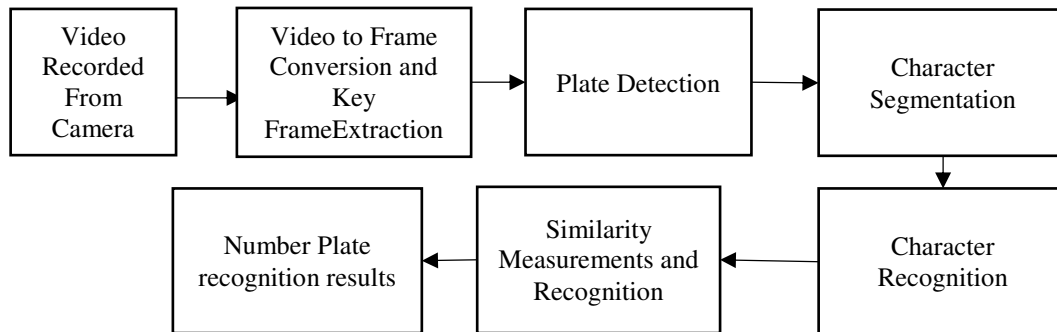 Video
Recorded
From
Camera
Video to Frame
Conversion and
Key
FrameExtraction
Plate Detection
Character
Segmentation
Character
Recognition
Similarity
Measurements and
Recognition
Number Plate
recognition results